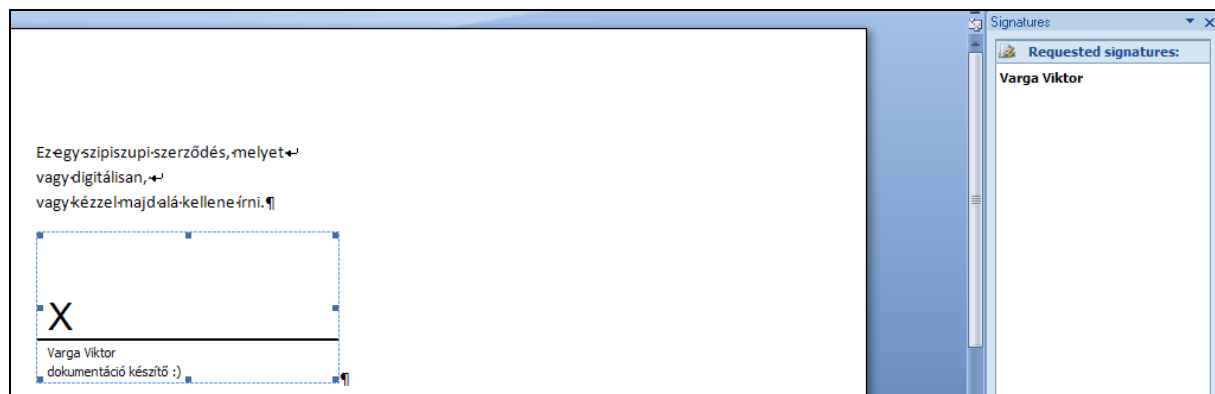 Signatures
Requested signatures:
Varga Viktor
Ez egy szipiszupi szerződés, melyet
vagy digitálisan,
vagy kézzel majd alá kellene írni.
X
Varga Viktor
dokumentáció készítő :)